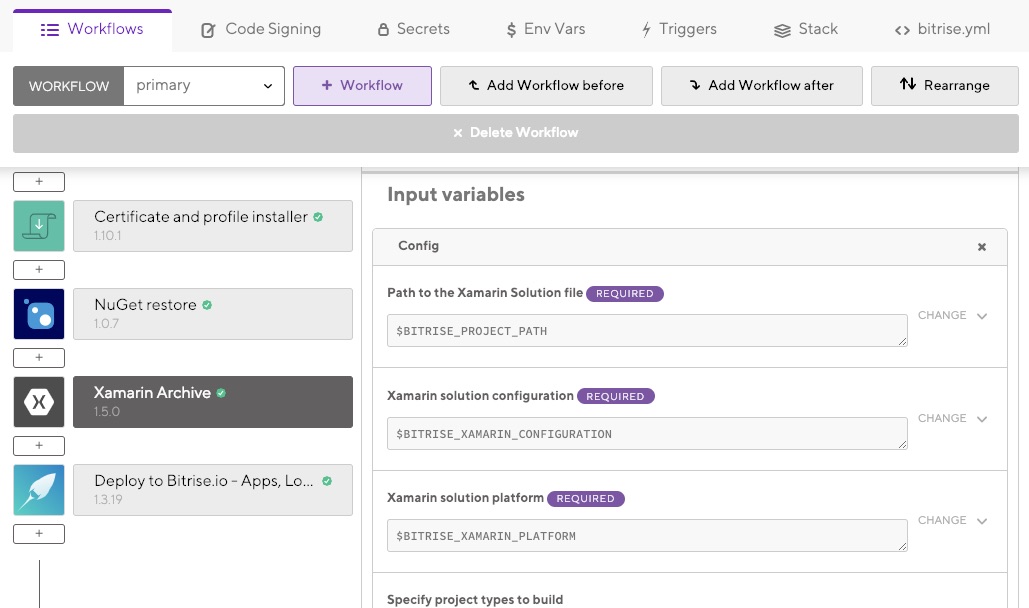 Workflows
Code Signing
Secrets
$ Env Vars
Triggers
Stack
<> bitrise.yml
WORKFLOW
primary
+ Workflow
Add Workflow before
Add Workflow after
Rearrange
× Delete Workflow
+
Certificate and profile installer
1.10.1
+
NuGet restore
1.0.7
+
Xamarin Archive
1.5.0
+
Deploy to Bitrise.io - Apps, Lo...
1.3.19
+
Input variables
Config
×
Path to the Xamarin Solution file REQUIRED
$BITRISE_PROJECT_PATH
CHANGE
Xamarin solution configuration REQUIRED
$BITRISE_XAMARIN_CONFIGURATION
CHANGE
Xamarin solution platform REQUIRED
$BITRISE_XAMARIN_PLATFORM
CHANGE
Specify project types to build